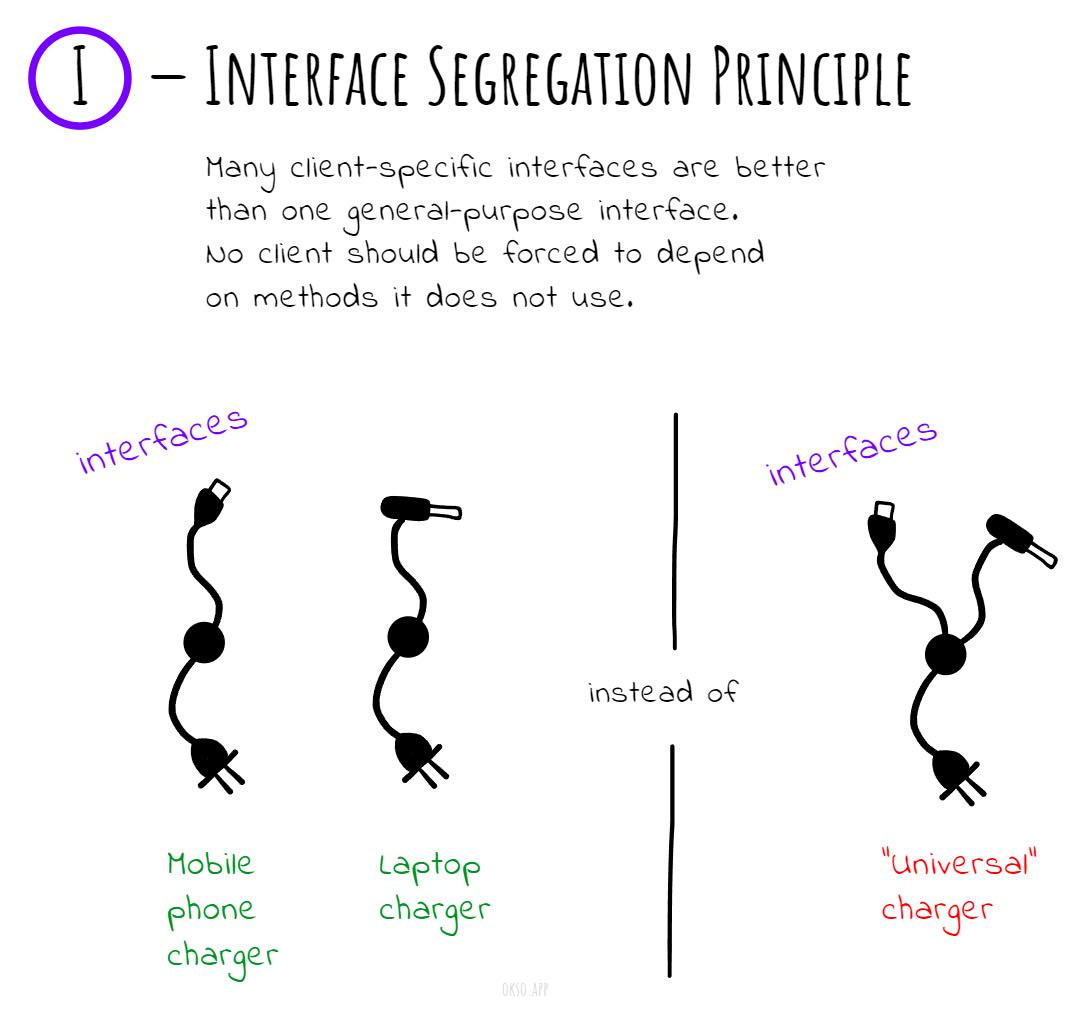 I – Interface Segregation Principle
Many client-specific interfaces are better
than one general-purpose interface.
No client should be forced to depend
on methods it does not use.
interfaces
interfaces
instead of
Mobile
phone
charger
Laptop
charger
"Universal"
charger
OKSO.APP